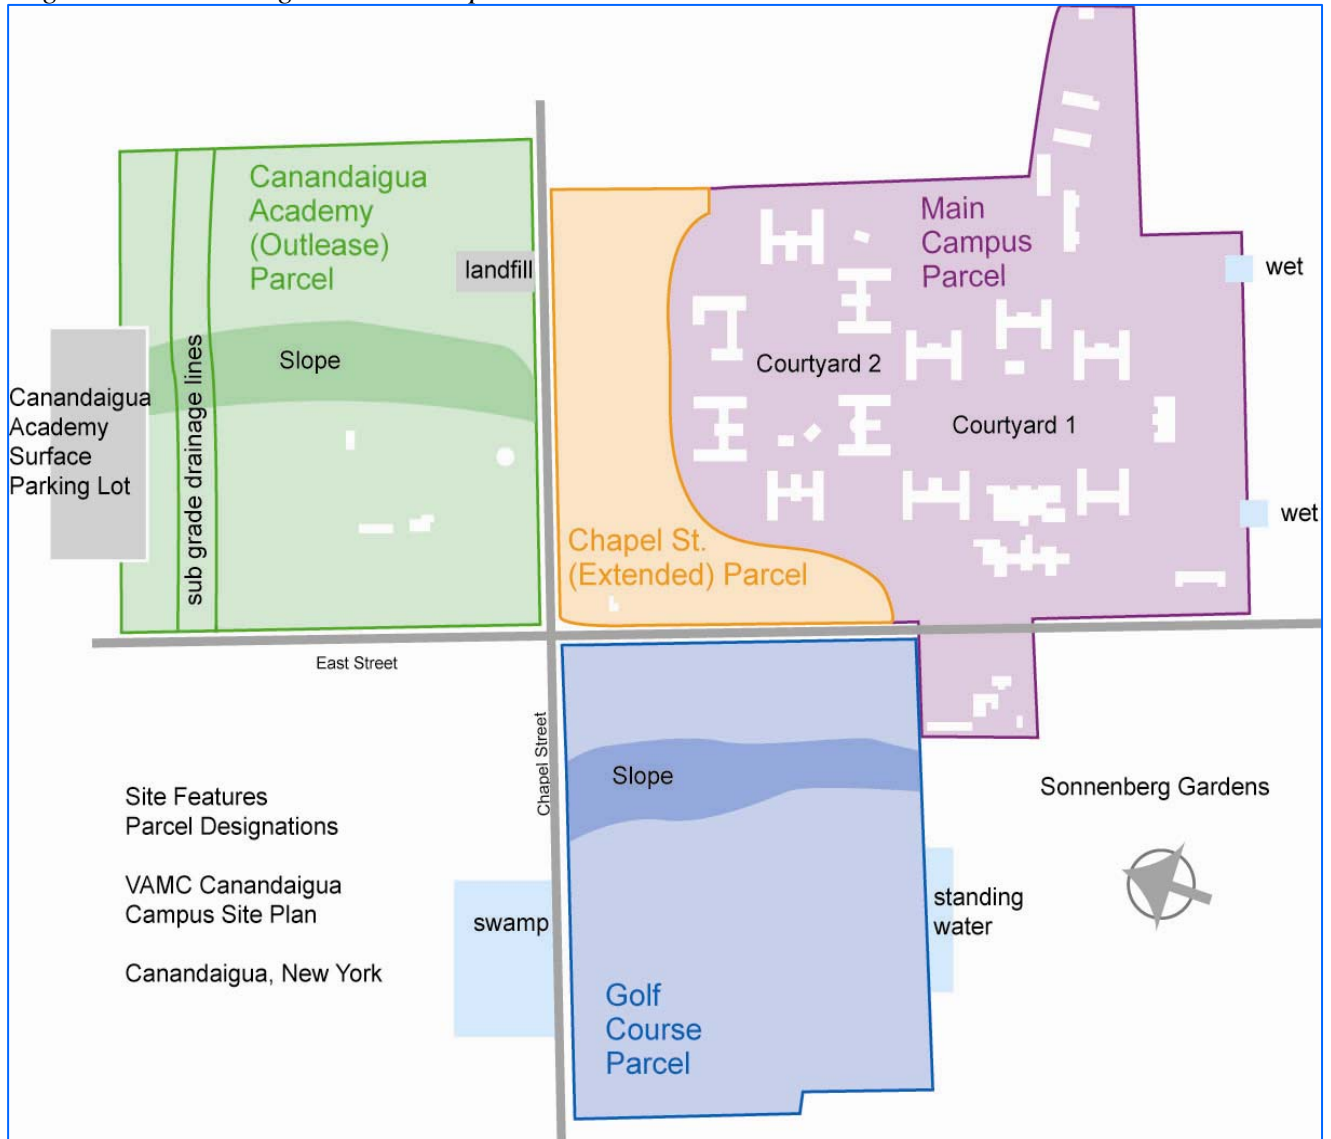 Canandaigua
Academy
(Outlease)
Parcel
landfill
Slope
sub grade drainage lines
Canandaigua
Academy
Surface
Parking Lot
Main
Campus
Parcel
wet
Courtyard 2
Courtyard 1
wet
Chapel St.
(Extended) Parcel
East Street
Chapel Street
Slope
Sonnenberg Gardens
Site Features
Parcel Designations
VAMC Canandaigua
Campus Site Plan
Canandaigua, New York
swamp
standing
water
Golf
Course
Parcel